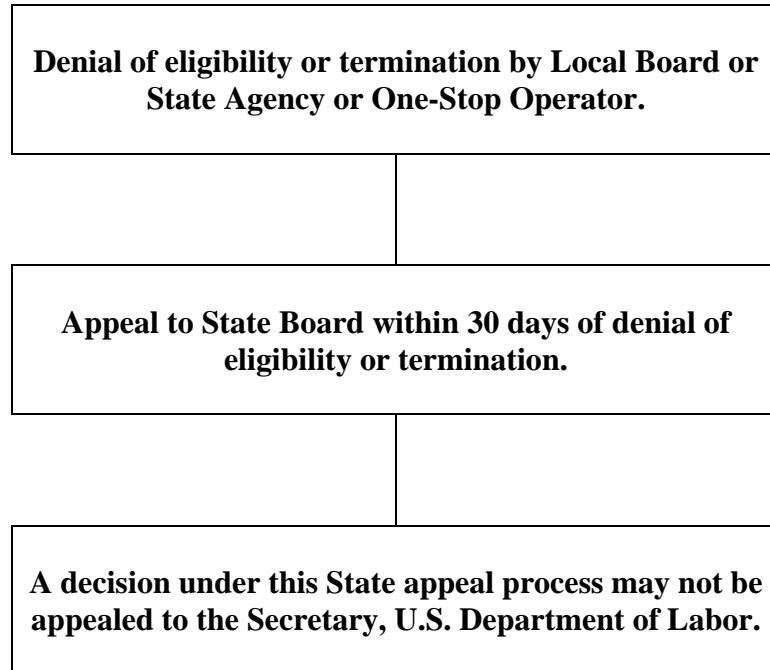 Denial of eligibility or termination by Local Board or
State Agency or One-Stop Operator.
Appeal to State Board within 30 days of denial of
eligibility or termination.
A decision under this State appeal process may not be
appealed to the Secretary, U.S. Department of Labor.